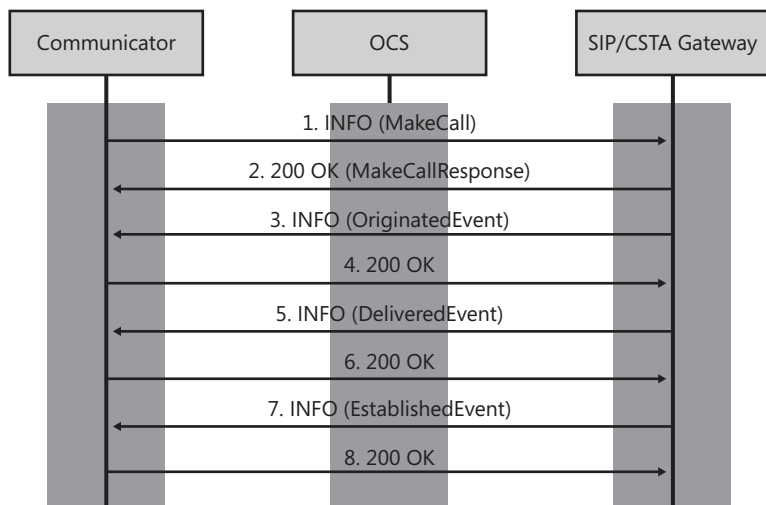 Communicator
OCS
SIP/CSTA Gateway
1. INFO (MakeCall)
2. 200 OK (MakeCallResponse)
3. INFO (OriginatedEvent)
4. 200 OK
5. INFO (DeliveredEvent)
6. 200 OK
7. INFO (EstablishedEvent)
8. 200 OK